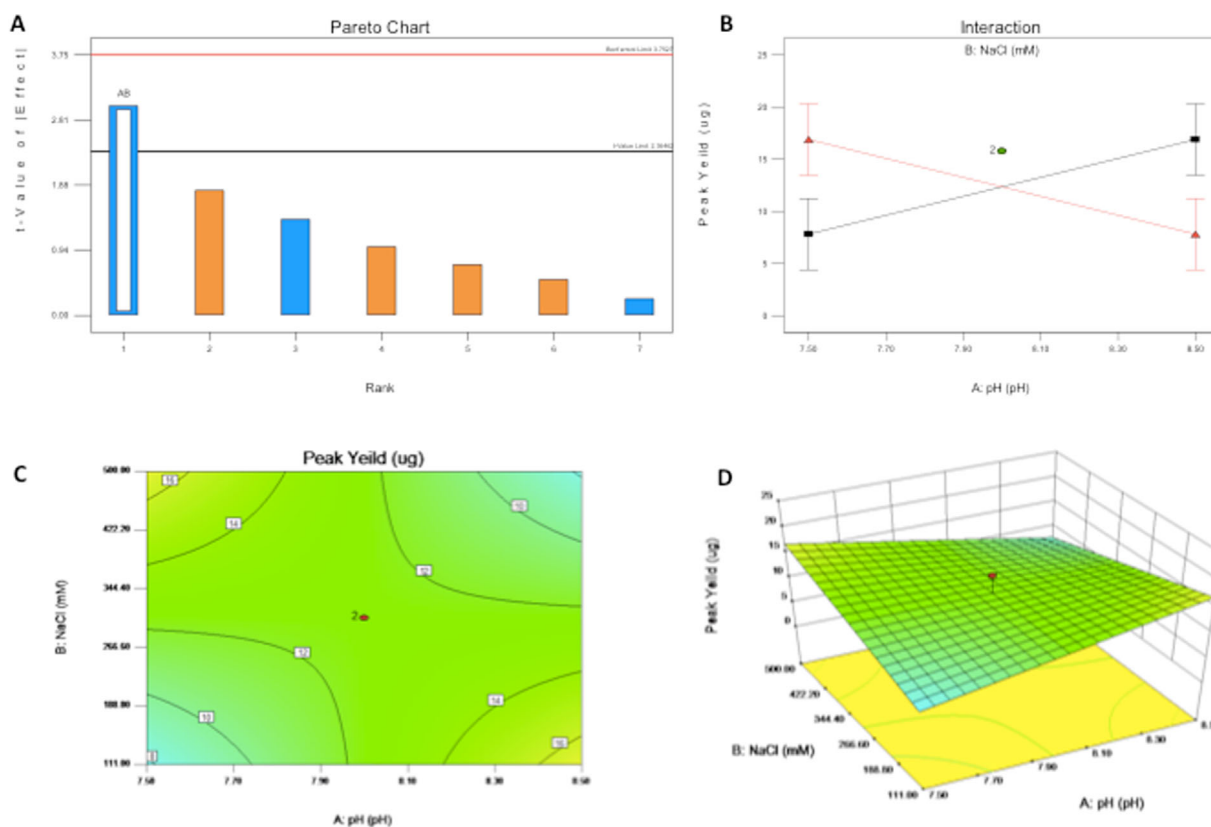 A
Pareto Chart
t-Value of |Effect|
3.75
2.81
1.88
0.94
0.00
AB
1 2 3 4 5 6 7
Rank
B
Interaction
B: NaCl (mM)
Peak Yeild (ug)
25
20
15
10
5
0
2
7.50 7.70 7.90 8.10 8.30 8.50
A: pH (pH)
C
Peak Yeild (ug)
B: NaCl (mM)
500.00
422.20
344.40
266.60
188.80
111.00
16
14
10
12
2
12
14
10
16
8
7.50 7.70 7.90 8.10 8.30 8.50
A: pH (pH)
D
Peak Yeild (ug)
25
20
15
10
5
0
500.00
422.20
344.40
266.60
188.80
111.00
B: NaCl (mM)
7.50
7.70
7.90
8.10
8.30
A: pH (pH)